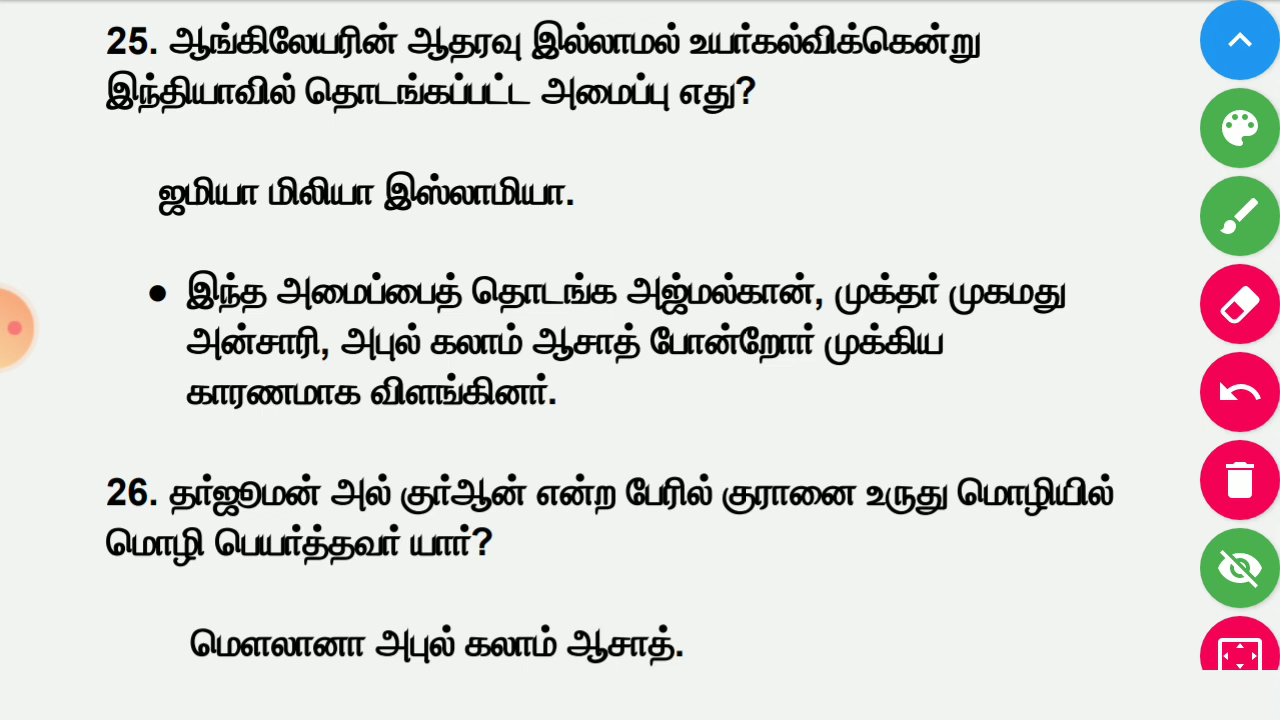 25. ஆங்கிலேயரின் ஆதரவு இல்லாமல் உயர்கல்விக்கென்று
இந்தியாவில் தொடங்கப்பட்ட அமைப்பு எது?
ஜமியா மிலியா இஸ்லாமியா.
● இந்த அமைப்பைத் தொடங்க அஜ்மல்கான், முக்தர் முகமது
அன்சாரி, அபுல் கலாம் ஆசாத் போன்றோர் முக்கிய
காரணமாக விளங்கினர்.
26. தர்ஜூமன் அல் குர்ஆன் என்ற பேரில் குரானை உருது மொழியில்
மொழி பெயர்த்தவர் யார்?
மௌலானா அபுல் கலாம் ஆசாத்.